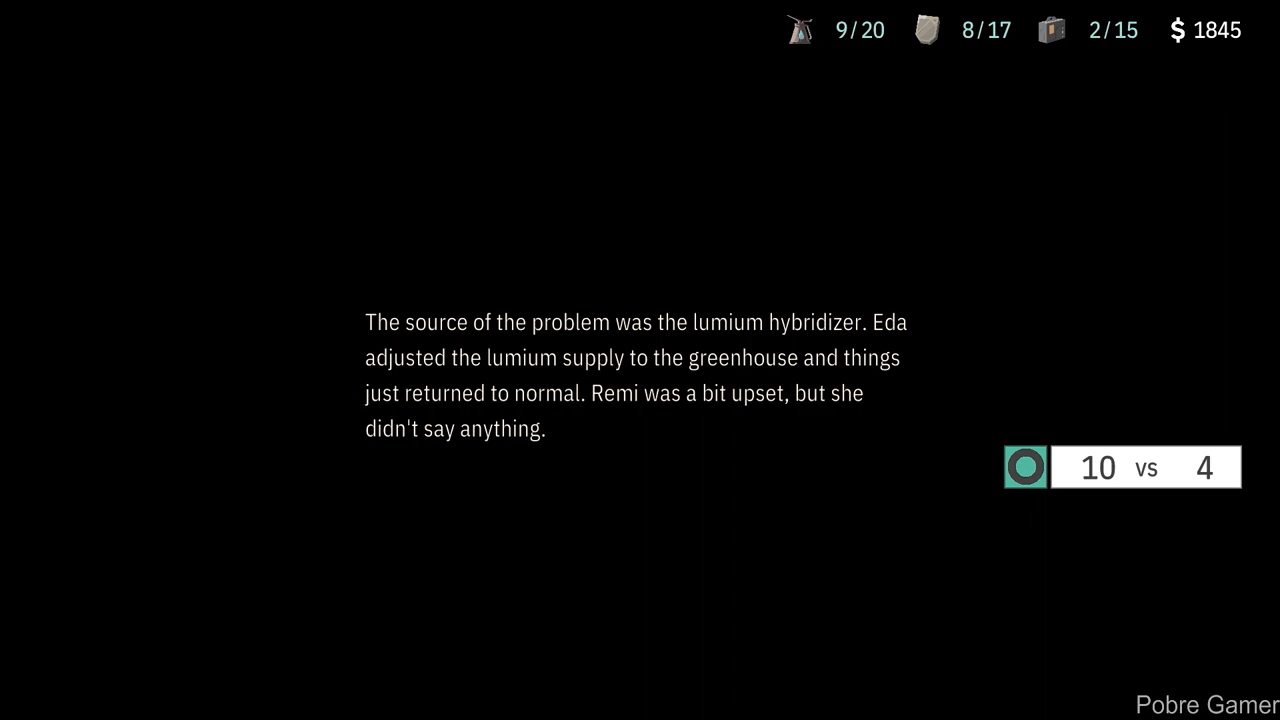 9/20 8/17 2/15 $ 1845
The source of the problem was the lumium hybridizer. Eda
adjusted the lumium supply to the greenhouse and things
just returned to normal. Remi was a bit upset, but she
didn't say anything.
10 vs 4
Pobre Gamer